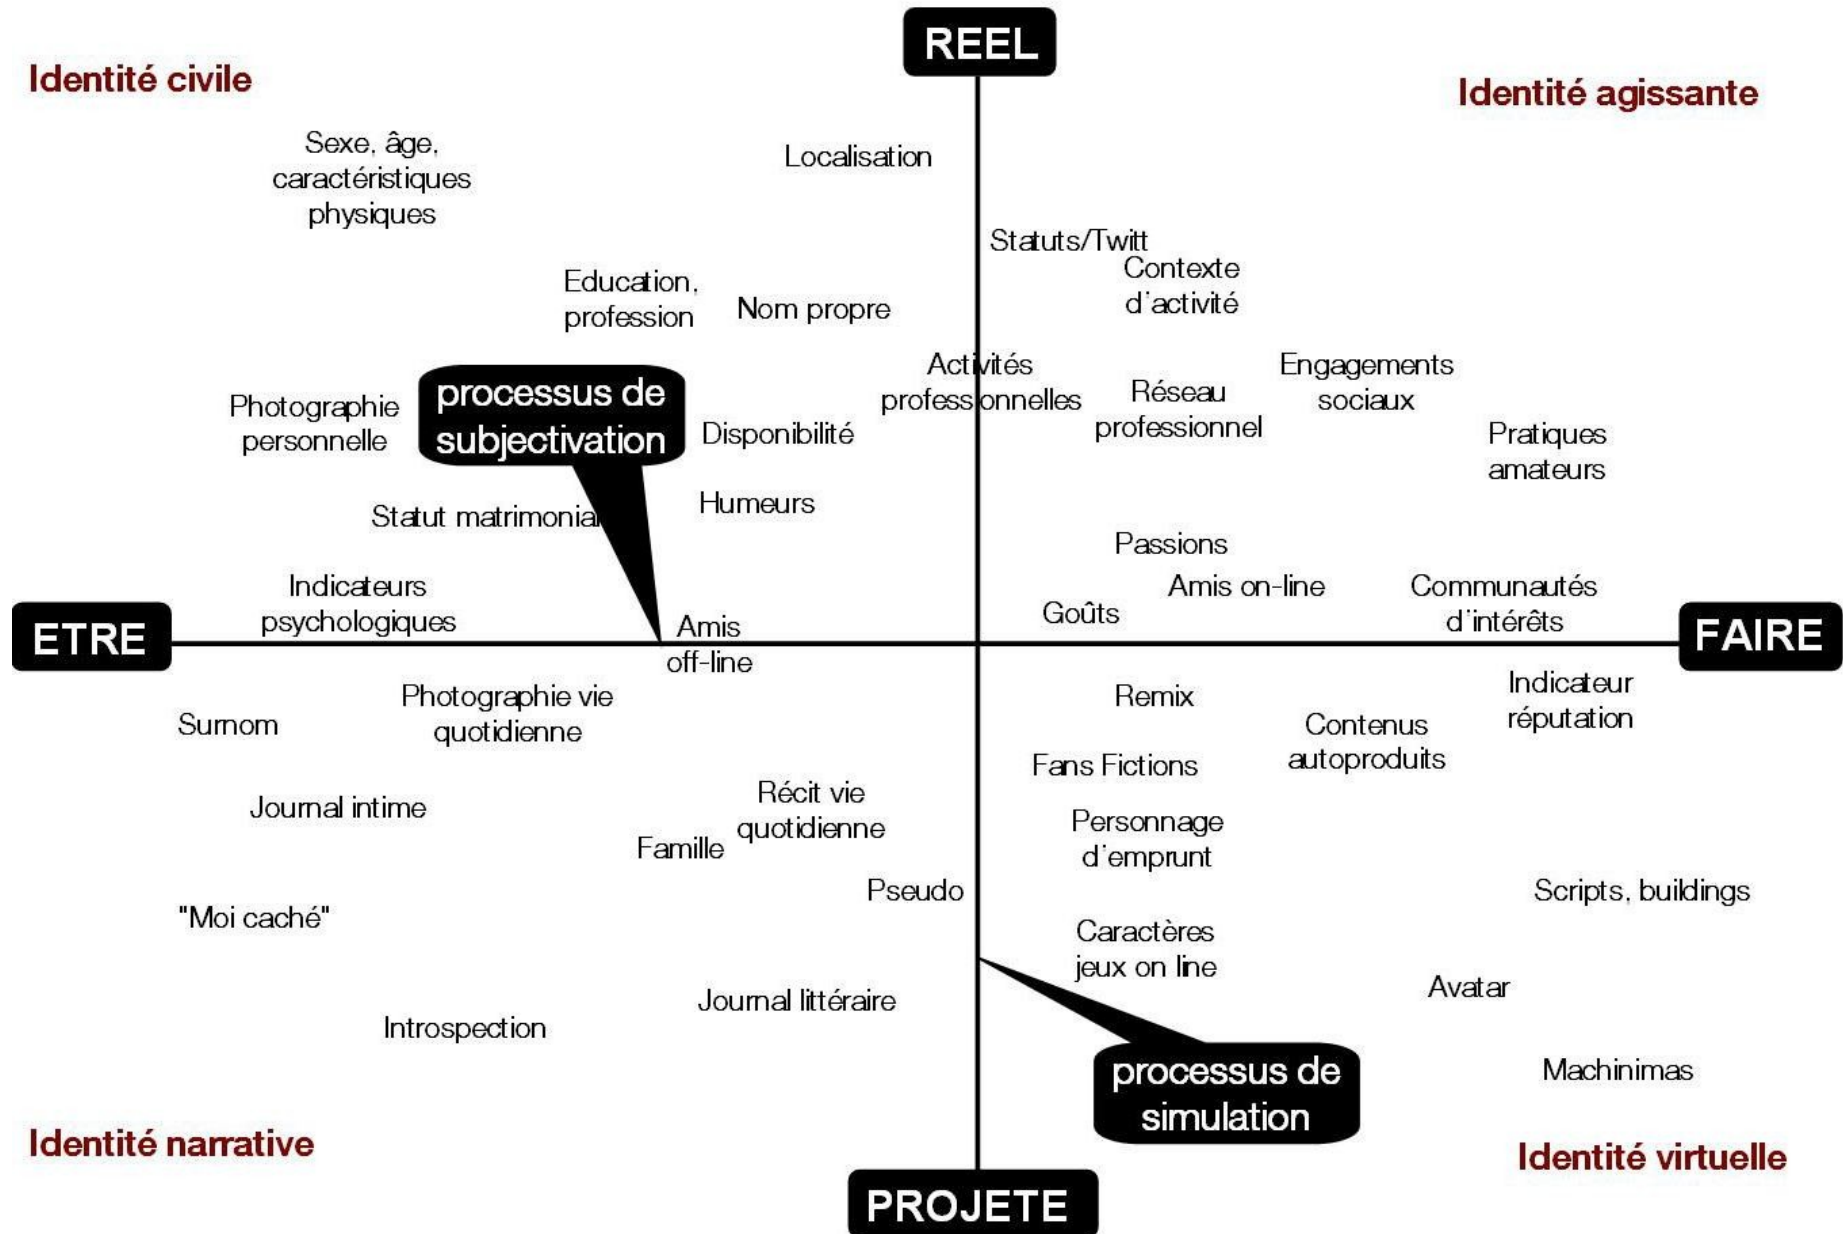 REEL
Identité civile
Identité agissante
Sexe, âge,
caractéristiques
physiques
Localisation
Statuts/Twitt
Contexte
d'activité
Education,
profession
Nom propre
Activités
professionnelles
Engagements
sociaux
Réseau
professionnel
Photographie
personnelle
processus de
subjectivation
Disponibilité
Pratiques
amateurs
Statut matrimonial
Humeurs
Passions
Indicateurs
psychologiques
Amis on-line
Communautés
d'intérêts
Goûts
ETRE
Amis
off-line
FAIRE
Surnom
Photographie vie
quotidienne
Remix
Contenus
autoproduits
Indicateur
réputation
Fans Fictions
Journal intime
Récit vie
quotidienne
Famille
Personnage
d'emprunt
Pseudo
Scripts, buildings
"Moi caché"
Caractères
jeux on line
Journal littéraire
Avatar
Introspection
processus de
simulation
Machinimas
Identité narrative
Identité virtuelle
PROJETE